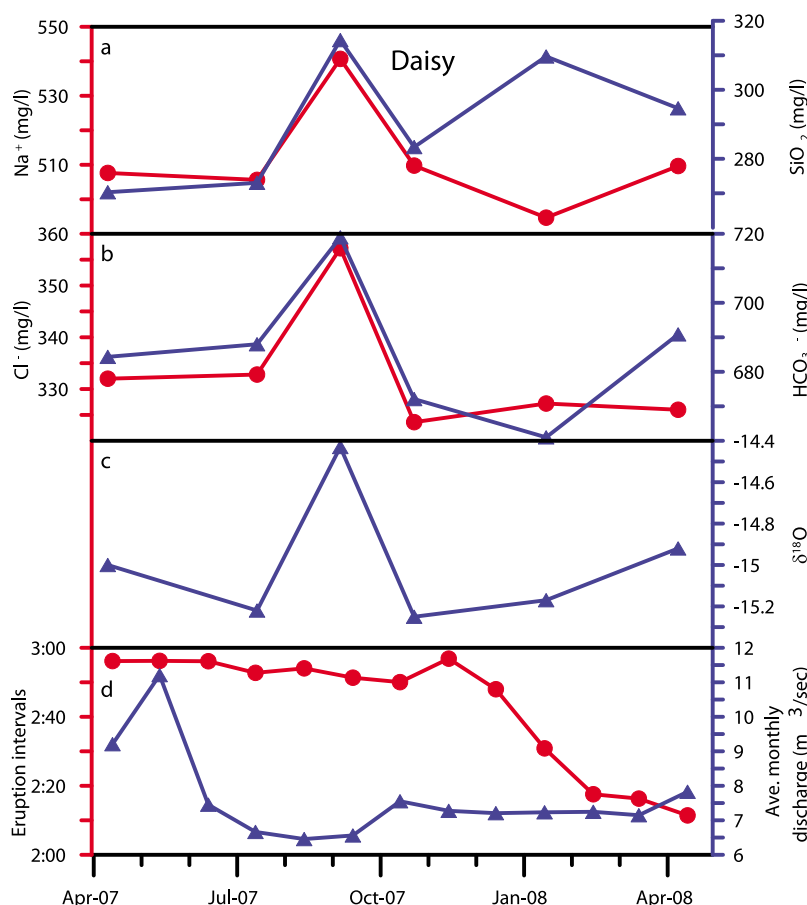 a
Daisy
Na⁺ (mg/l)
550
530
510
320
300
280
260
SiO₂ (mg/l)
b
Cl⁻ (mg/l)
360
340
330
720
700
680
HCO₃⁻ (mg/l)
c
-14.4
-14.6
-14.8
-15
-15.2
δ¹⁸O
d
Eruption intervals
3:00
2:40
2:20
2:00
12
11
10
9
8
7
6
Ave. monthly
discharge (m³/sec)
Apr-07 Jul-07 Oct-07 Jan-08 Apr-08